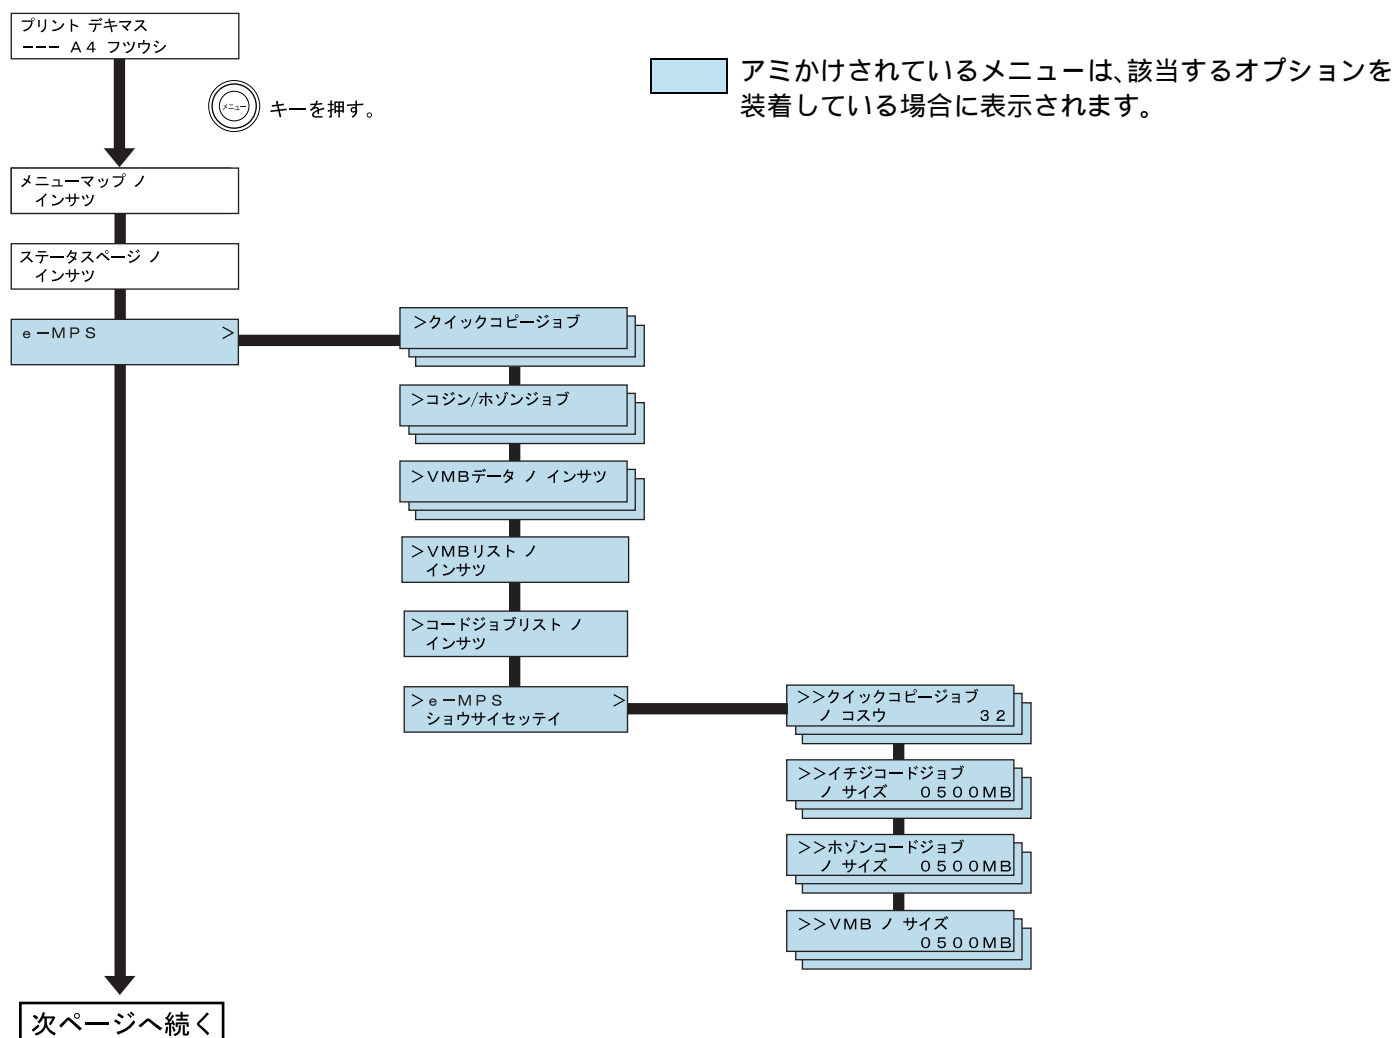 プリント デキマス
--- A4 フツウシ
メニュー
キーを押す。
アミかけされているメニューは、該当するオプションを
装着している場合に表示されます。
メニューマップ ノ
インサツ
ステータスページ ノ
インサツ
e-MPS >
>クイックコピージョブ
>コジン/ホゾンジョブ
>VMBデータ ノ インサツ
>VMBリスト ノ
インサツ
>コードジョブリスト ノ
インサツ
>e-MPS >
ショウサイセッテイ
>>クイックコピージョブ
ノ コスウ 32
>>イチジコードジョブ
ノ サイズ 0500MB
>>ホゾンコードジョブ
ノ サイズ 0500MB
>>VMB ノ サイズ
0500MB
次ページへ続く